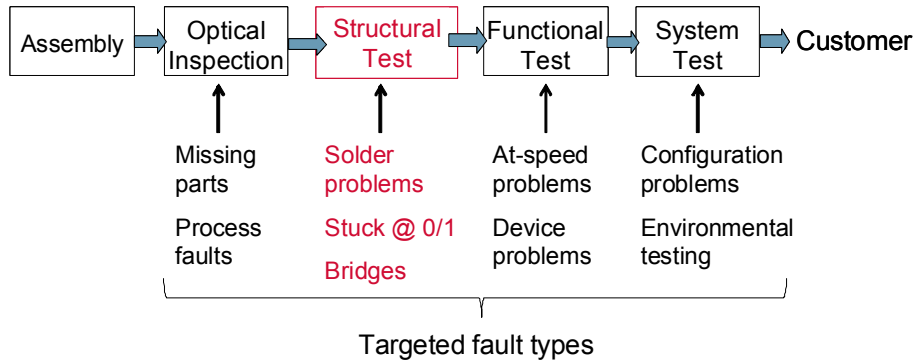 Assembly
Optical
Inspection
Structural
Test
Functional
Test
System
Test
Customer
Missing
parts
Process
faults
Solder
problems
Stuck @ 0/1
Bridges
At-speed
problems
Device
problems
Configuration
problems
Environmental
testing
Targeted fault types